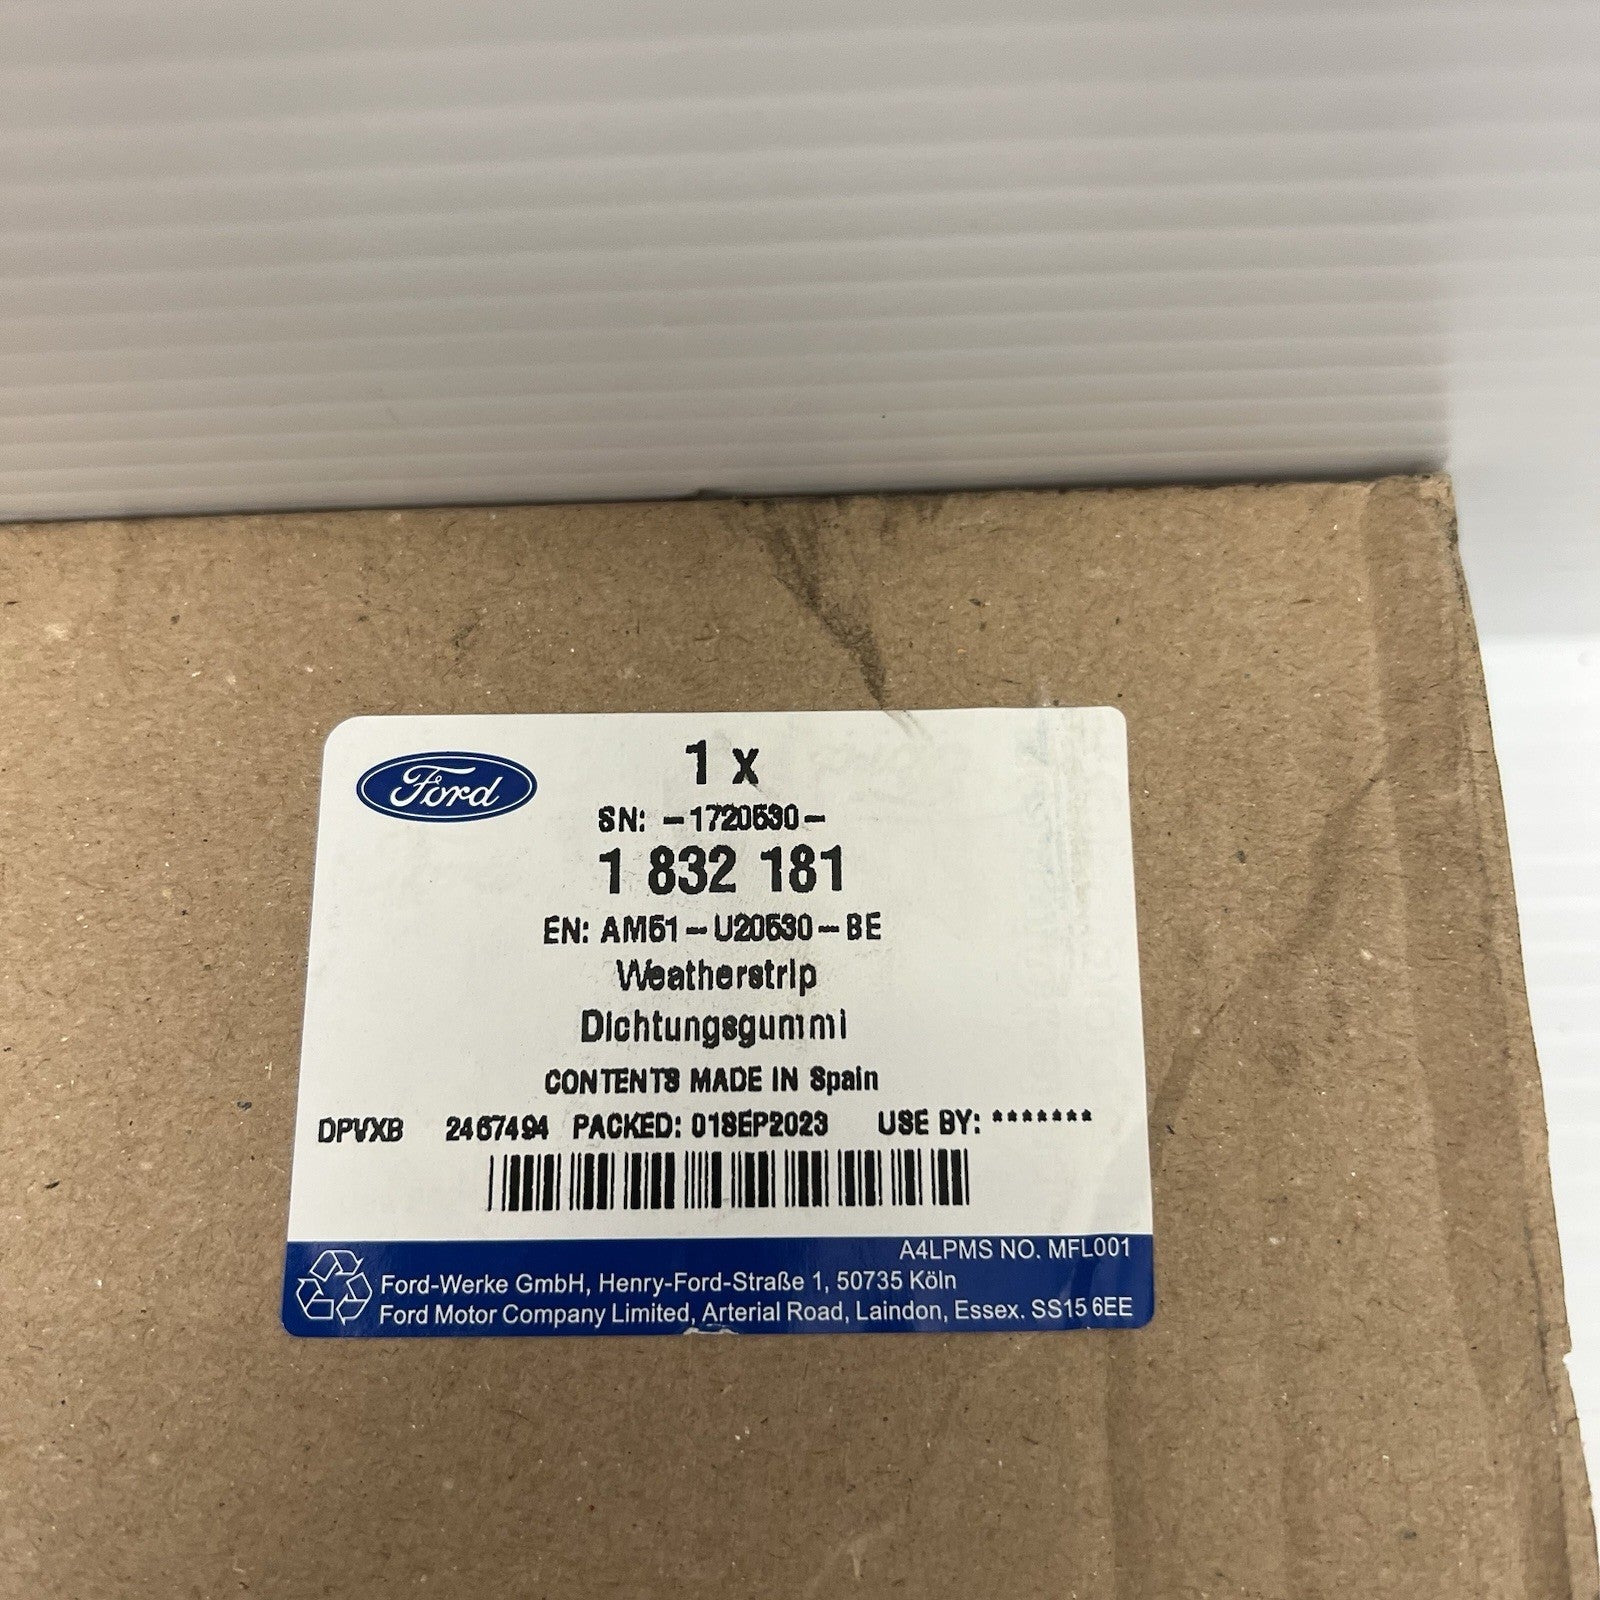 Ford
1 x
SN: -1720530-
1 832 181
EN: AM51-U20530-BE
Weatherstrip
Dichtungsgummi
CONTENTS MADE IN Spain
DPVXB 2467494 PACKED: 01SEP2023 USE BY: *******
A4LPMS NO. MFL001
Ford-Werke GmbH, Henry-Ford-Straße 1, 50735 Köln
Ford Motor Company Limited, Arterial Road, Laindon, Essex. SS15 6EE